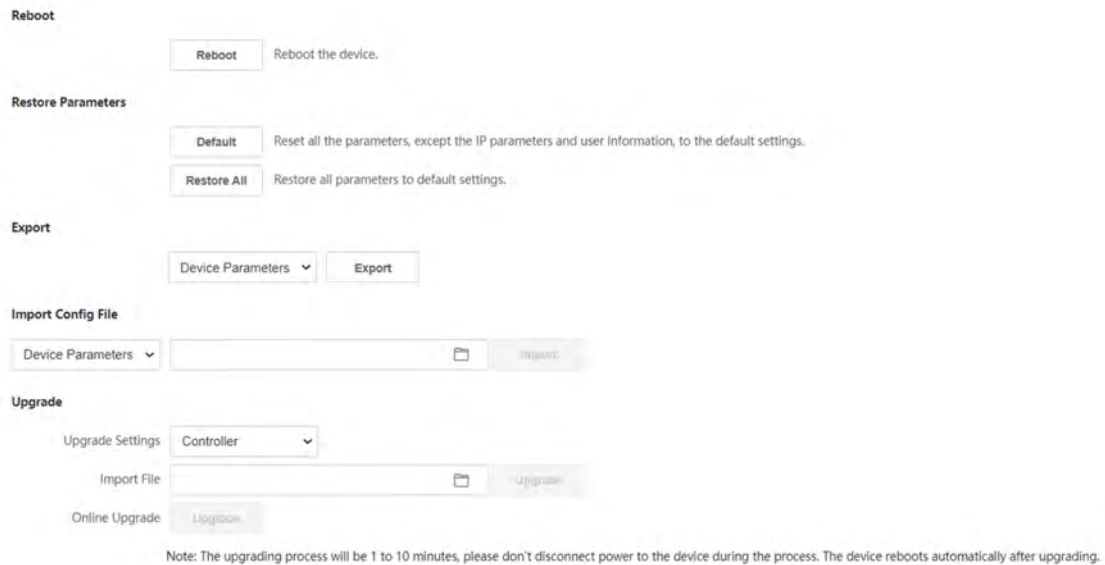 Reboot
Reboot Reboot the device.
Restore Parameters
Default Reset all the parameters, except the IP parameters and user information, to the default settings.
Restore All Restore all parameters to default settings.
Export
Device Parameters Export
Import Config File
Device Parameters Import
Upgrade
Upgrade Settings Controller
Import File Upgrade
Online Upgrade Upgrade
Note: The upgrading process will be 1 to 10 minutes, please don't disconnect power to the device during the process. The device reboots automatically after upgrading.